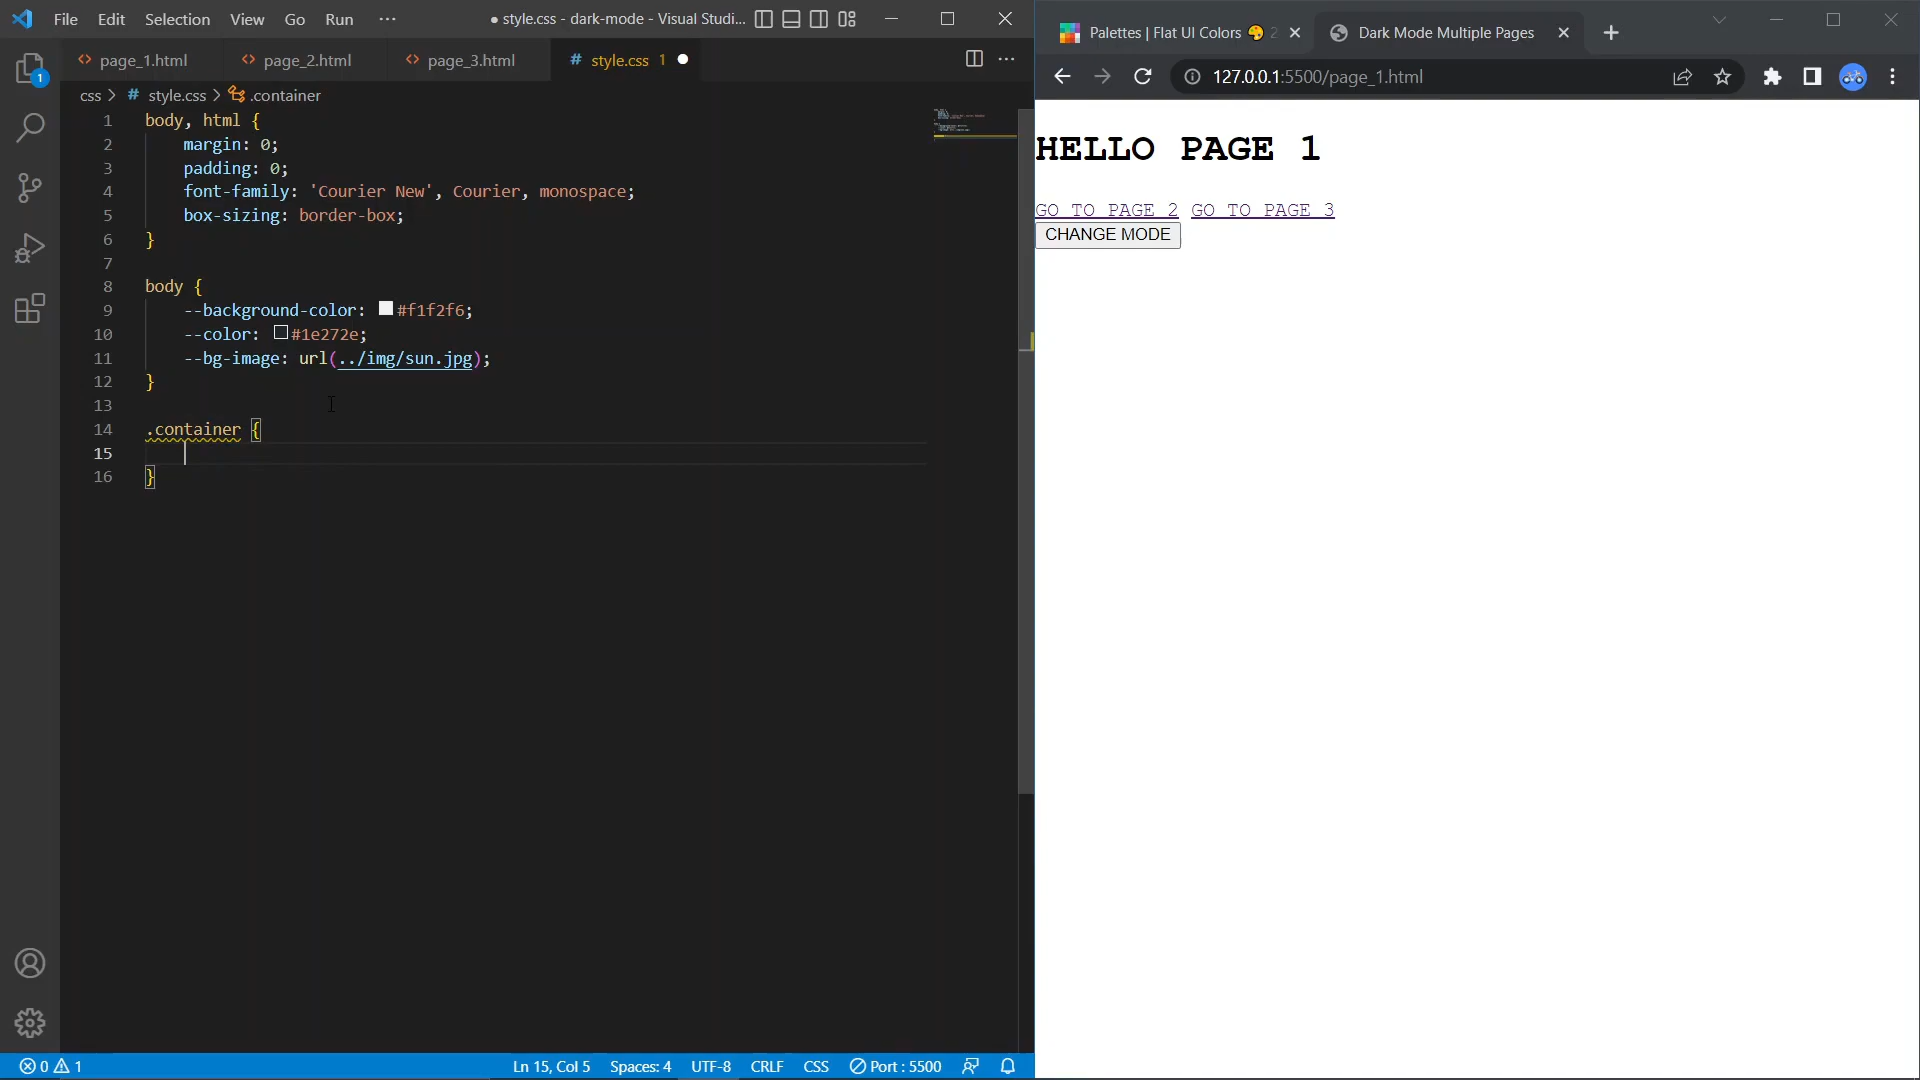 File Edit Selection View Go Run ··· ● style.css - dark-mode - Visual Studi...
page_1.html page_2.html page_3.html # style.css 1 ●
css > # style.css > .container
1 body, html {
2 margin: 0;
3 padding: 0;
4 font-family: 'Courier New', Courier, monospace;
5 box-sizing: border-box;
6 }
7
8 body {
9 --background-color: #f1f2f6;
10 --color: #1e272e;
11 --bg-image: url(../img/sun.jpg);
12 }
13
14 .container {
15
16 }
1
0 1 Ln 15, Col 5 Spaces: 4 UTF-8 CRLF CSS Port : 5500
Palettes | Flat UI Colors 🎨 2 Dark Mode Multiple Pages
127.0.0.1:5500/page_1.html
HELLO PAGE 1
GO TO PAGE 2 GO TO PAGE 3
CHANGE MODE